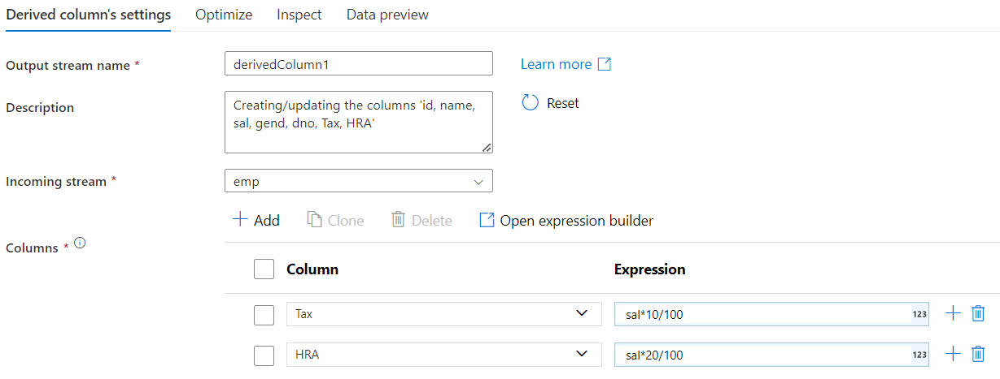 Derived column's settings Optimize Inspect Data preview
Output stream name * derivedColumn1 Learn more
Description Creating/updating the columns 'id, name, sal, gend, dno, Tax, HRA' Reset
Incoming stream * emp
Add Clone Delete Open expression builder
Columns *
Column Expression
Tax sal*10/100 123
HRA sal*20/100 123